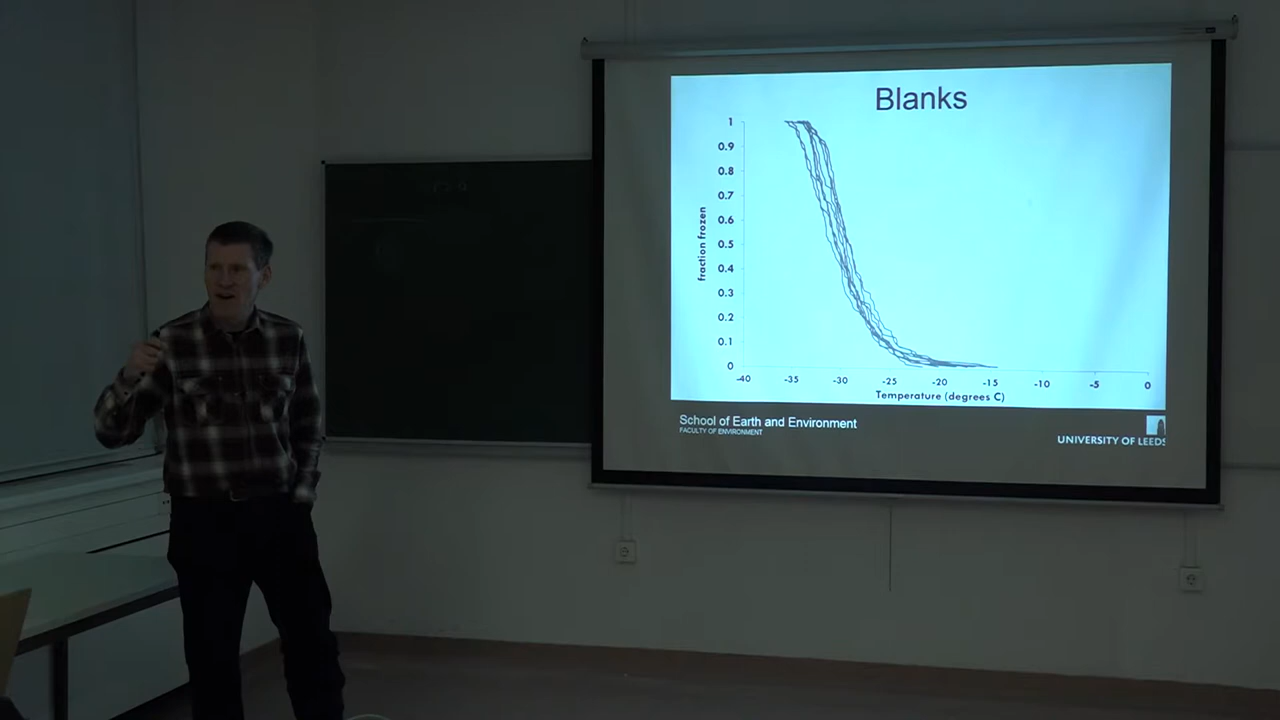 Blanks
1
0.9
0.8
0.7
0.6
0.5
0.4
0.3
0.2
0.1
0
fraction frozen
-40 -35 -30 -25 -20 -15 -10 -5 0
Temperature (degrees C)
School of Earth and Environment
FACULTY OF ENVIRONMENT
UNIVERSITY OF LEEDS